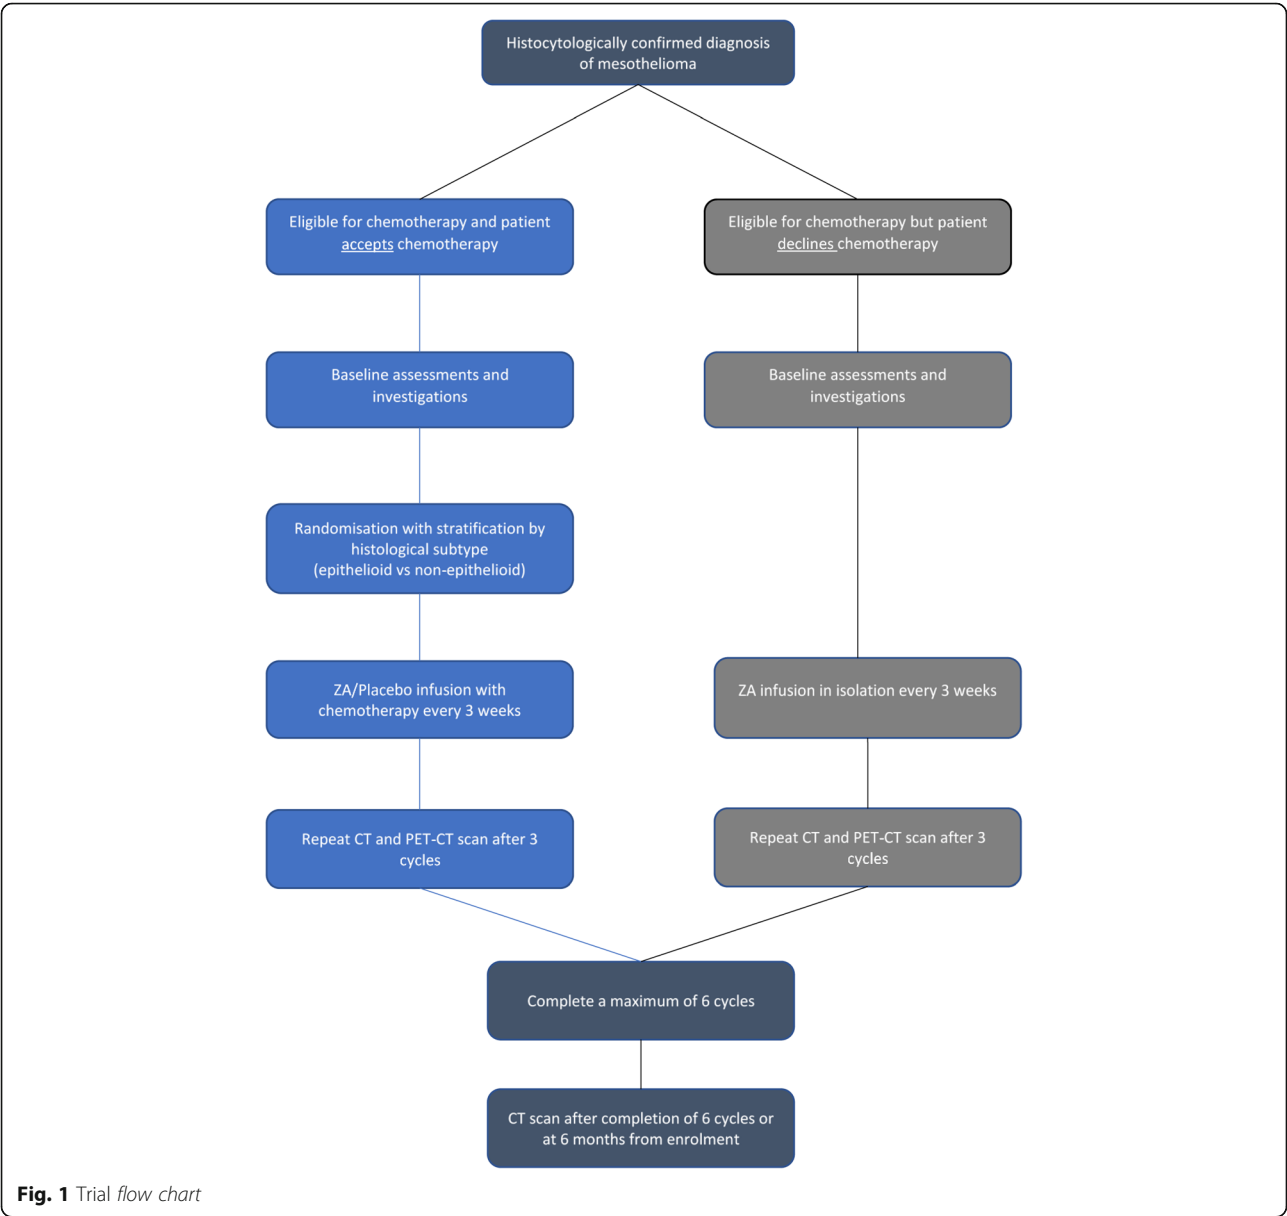 Histocytologically confirmed diagnosis
of mesothelioma
Eligible for chemotherapy and patient
accepts chemotherapy
Eligible for chemotherapy but patient
declines chemotherapy
Baseline assessments and
investigations
Baseline assessments and
investigations
Randomisation with stratification by
histological subtype
(epithelioid vs non-epithelioid)
ZA/Placebo infusion with
chemotherapy every 3 weeks
ZA infusion in isolation every 3 weeks
Repeat CT and PET-CT scan after 3
cycles
Repeat CT and PET-CT scan after 3
cycles
Complete a maximum of 6 cycles
CT scan after completion of 6 cycles or
at 6 months from enrolment
Fig. 1 Trial flow chart